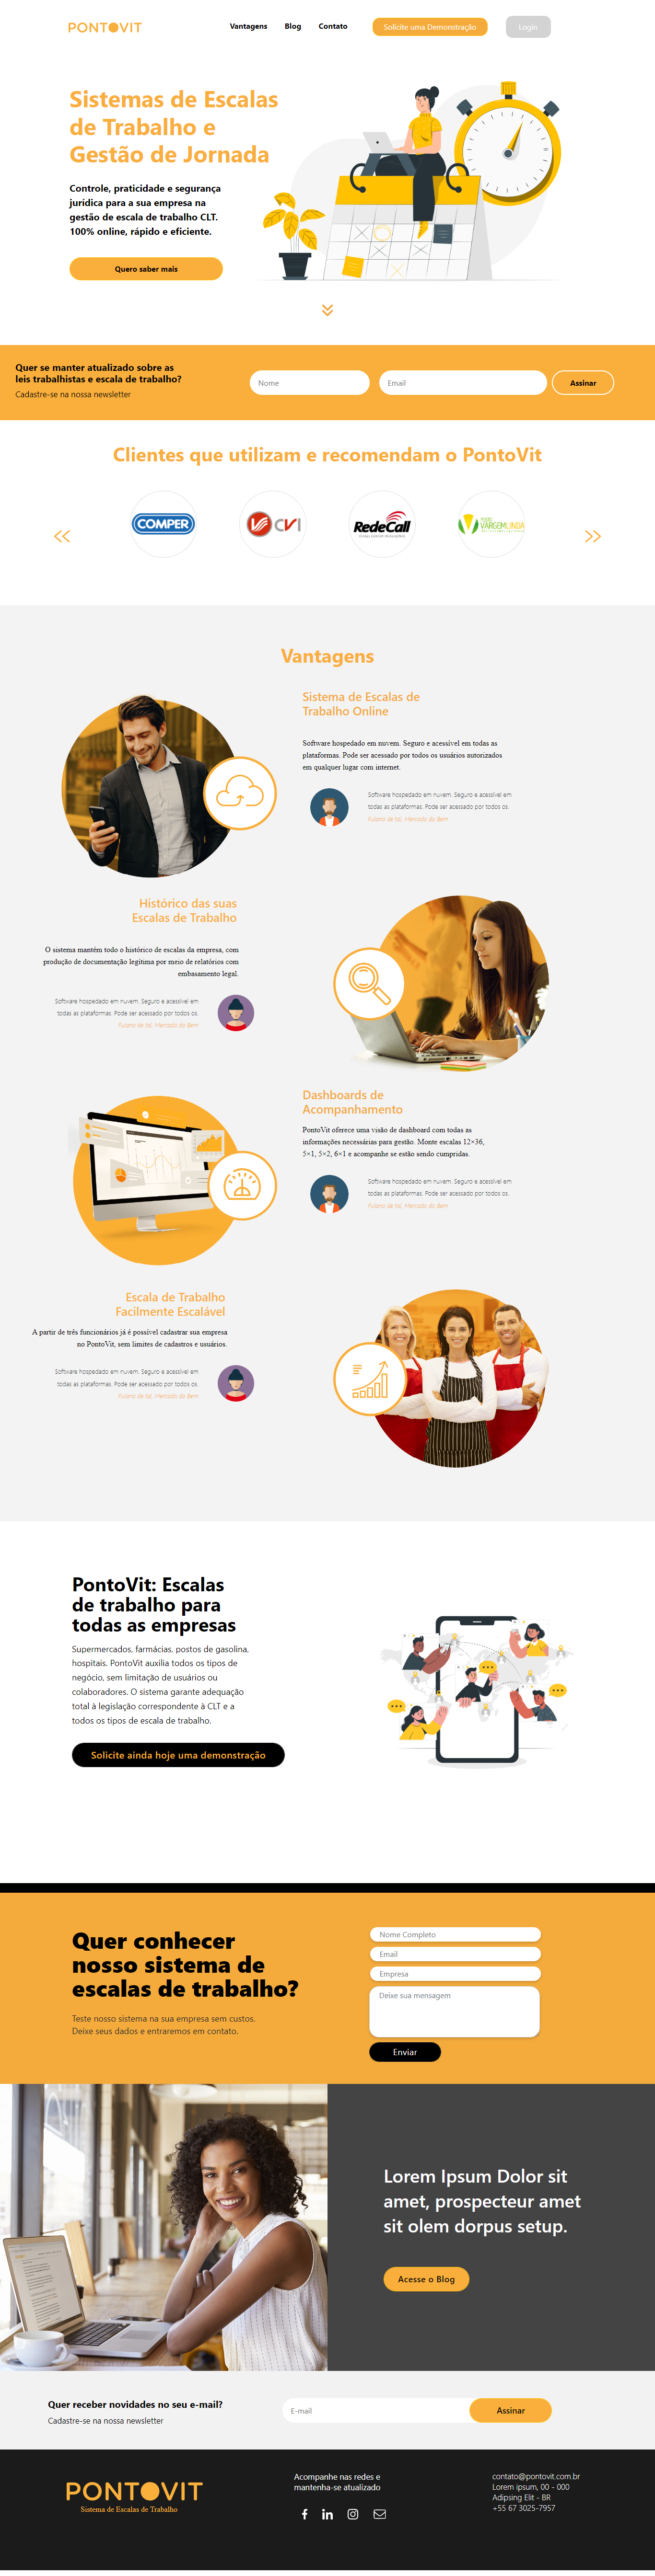 PONTOVIT
Vantagens Blog Contato Solicite uma Demonstração Login
Sistemas de Escalas
de Trabalho e
Gestão de Jornada
Controle, praticidade e segurança
jurídica para a sua empresa na
gestão de escala de trabalho CLT.
100% online, rápido e eficiente.
Quero saber mais
Quer se manter atualizado sobre as
leis trabalhistas e escala de trabalho?
Cadastre-se na nossa newsletter
Nome Email Assinar
Clientes que utilizam e recomendam o PontoVit
COMPER
CVI
RedeCall
VARGEMLINDA
Vantagens
Sistema de Escalas de
Trabalho Online
Software hospedado em nuvem. Seguro e acessível em todas as
plataformas. Pode ser acessado por todos os usuários autorizados
em qualquer lugar com internet.
Software hospedado em nuvem. Seguro e acessível em
todas as plataformas. Pode ser acessado por todos os.
Fulano de tal, Mercado do Bem
Histórico das suas
Escalas de Trabalho
O sistema mantém todo o histórico de escalas da empresa, com
produção de documentação legítima por meio de relatórios com
embasamento legal.
Software hospedado em nuvem. Seguro e acessível em
todas as plataformas. Pode ser acessado por todos os.
Fulano de tal, Mercado do Bem
Dashboards de
Acompanhamento
PontoVit oferece uma visão de dashboard com todas as
informações necessárias para gestão. Monte escalas 12×36,
5×1, 5×2, 6×1 e acompanhe se estão sendo cumpridas.
Software hospedado em nuvem. Seguro e acessível em
todas as plataformas. Pode ser acessado por todos os.
Fulano de tal, Mercado do Bem
Escala de Trabalho
Facilmente Escalável
A partir de três funcionários já é possível cadastrar sua empresa
no PontoVit, sem limites de cadastros e usuários.
Software hospedado em nuvem. Seguro e acessível em
todas as plataformas. Pode ser acessado por todos os.
Fulano de tal, Mercado do Bem
PontoVit: Escalas
de trabalho para
todas as empresas
Supermercados, farmácias, postos de gasolina,
hospitais. PontoVit auxilia todos os tipos de
negócio, sem limitação de usuários ou
colaboradores. O sistema garante adequação
total à legislação correspondente à CLT e a
todos os tipos de escala de trabalho.
Solicite ainda hoje uma demonstração
Quer conhecer
nosso sistema de
escalas de trabalho?
Teste nosso sistema na sua empresa sem custos.
Deixe seus dados e entraremos em contato.
Nome Completo
Email
Empresa
Deixe sua mensagem
Enviar
Lorem Ipsum Dolor sit
amet, prospecteur amet
sit olem dorpus setup.
Acesse o Blog
Quer receber novidades no seu e-mail?
Cadastre-se na nossa newsletter
E-mail Assinar
PONTOVIT
Sistema de Escalas de Trabalho
Acompanhe nas redes e
mantenha-se atualizado
contato@pontovit.com.br
Lorem ipsum, 00 - 000
Adipsing Elit - BR
+55 67 3025-7957